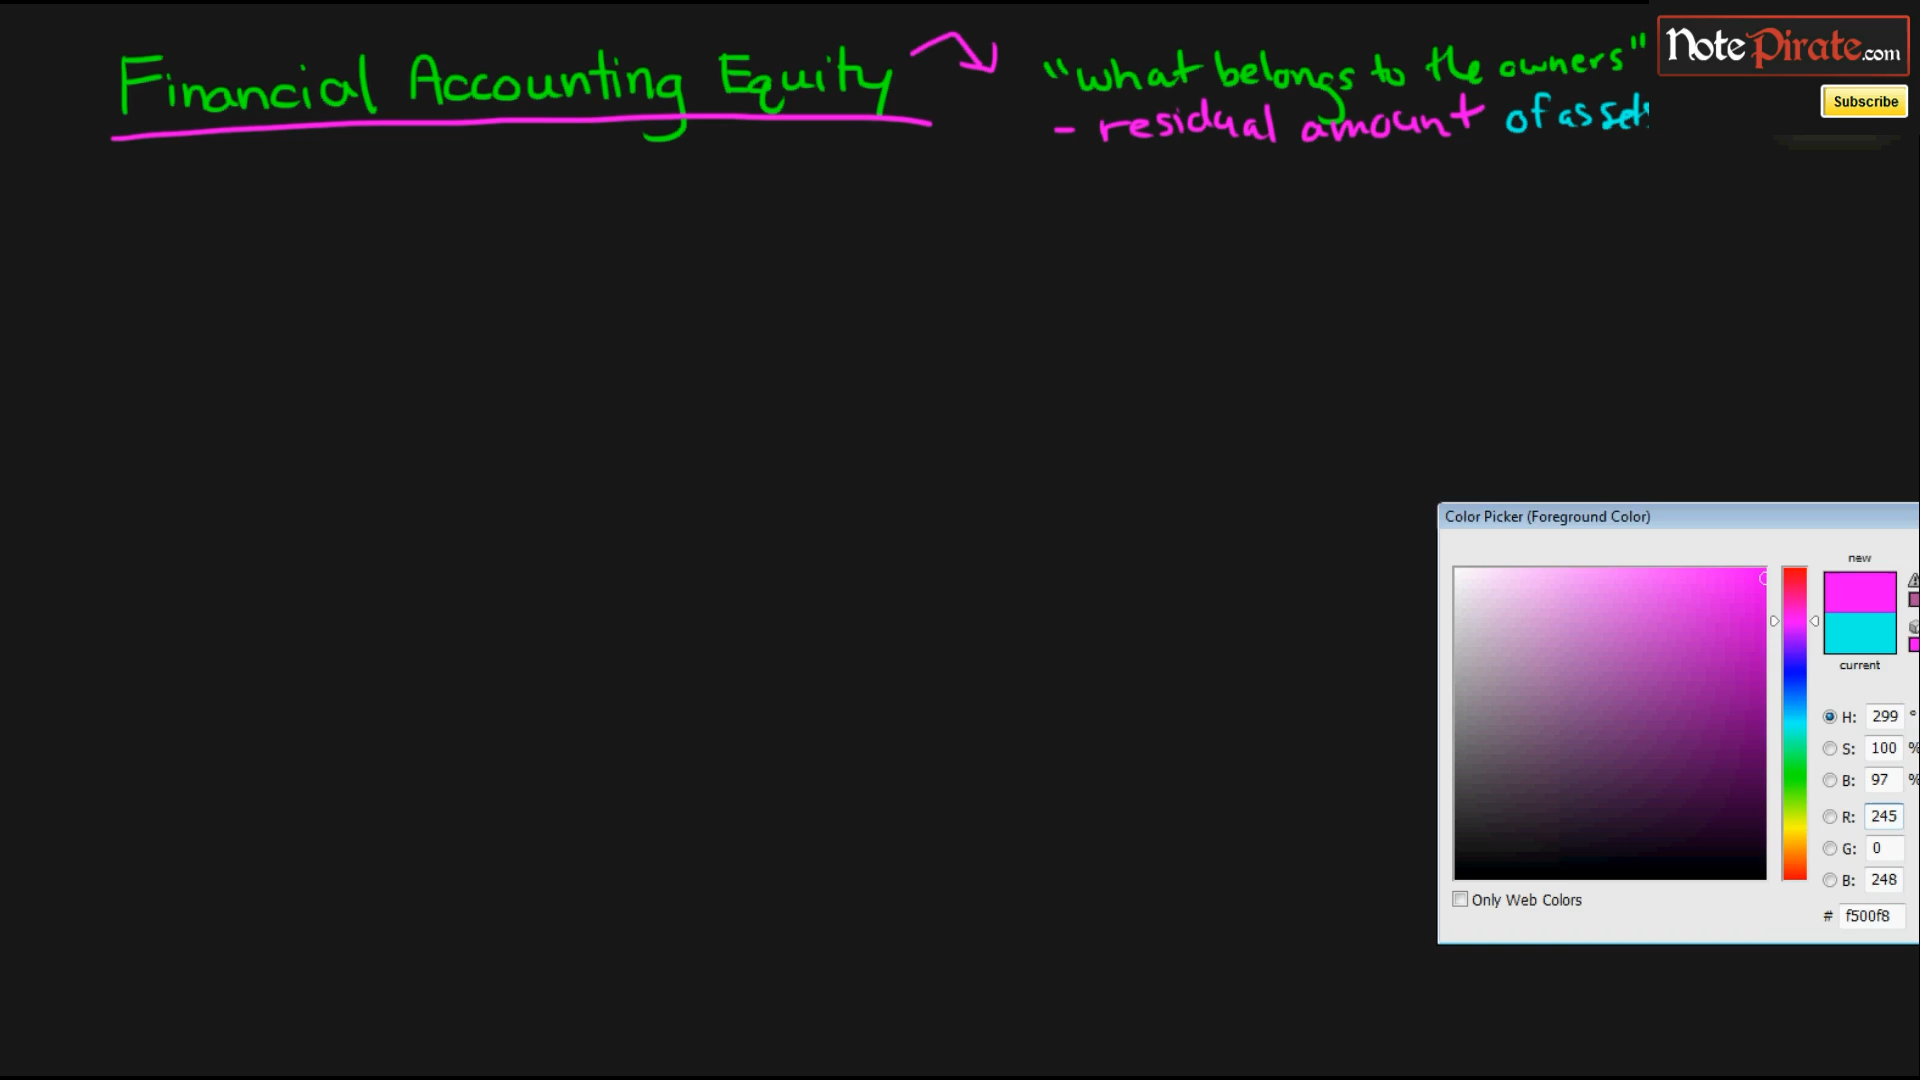 Financial Accounting Equity
"what belongs to the owners"
- residual amount of assets
NotePirate.com
Subscribe
Color Picker (Foreground Color)
new
current
H: 299 °
S: 100 %
B: 97 %
R: 245
G: 0
B: 248
# f500f8
Only Web Colors